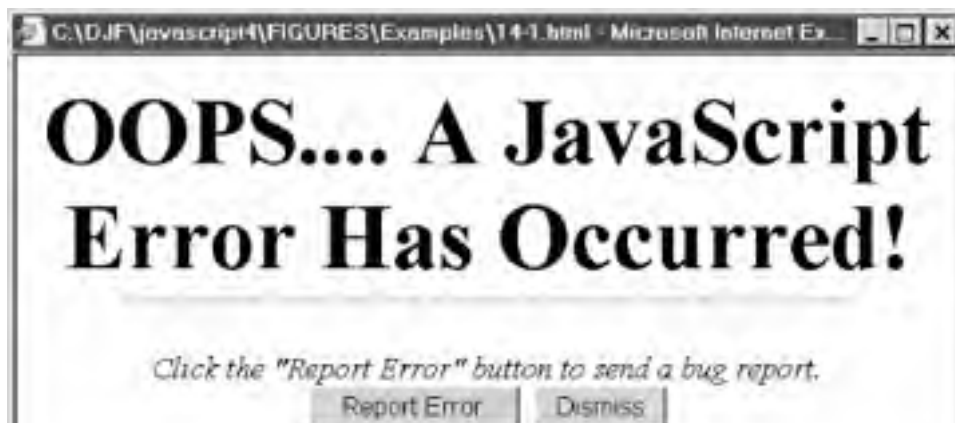 C:\DJF\javascript4\FIGURES\Examples\14-1.html - Microsoft Internet Ex...
OOPS.... A JavaScript
Error Has Occurred!
Click the "Report Error" button to send a bug report.
Report Error Dismiss